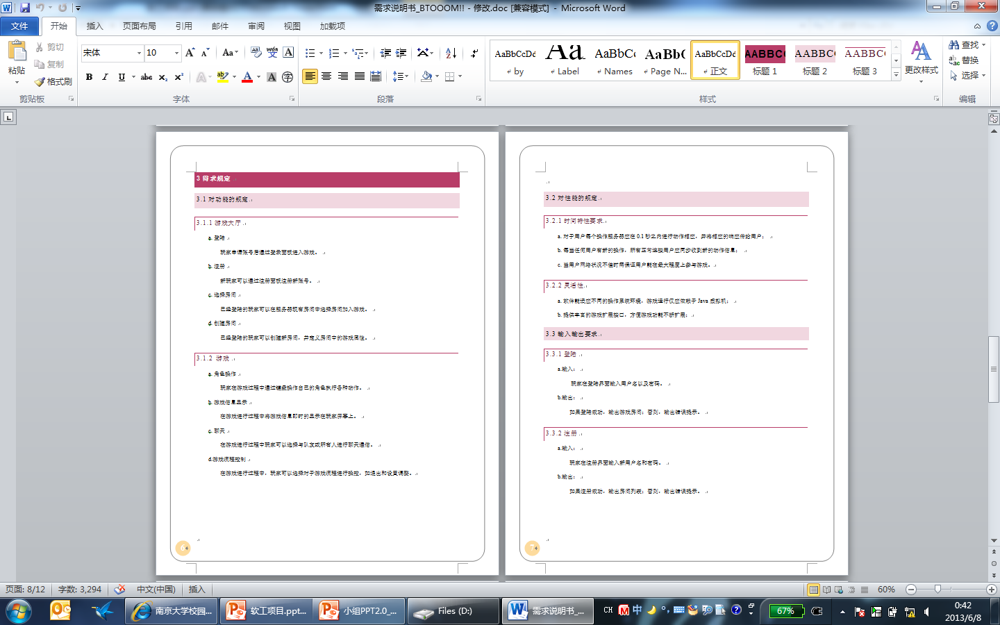 需求说明书_BTOOOM!! - 修改.doc [兼容模式] - Microsoft Word
文件 开始 插入 页面布局 引用 邮件 审阅 视图 加载项
粘贴 剪切 复制 格式刷
宋体 10
剪贴板 字体 段落 样式 编辑
AaBbCcDd AaBbCc AaBbC AaBbCcDd AABBCC AABBCC AABBCC
by Label Names Page N... 正文 标题 1 标题 2 标题 3
更改样式
查找
替换
选择
3 需求规定
3.1 对功能的规定
3.1.1 游戏大厅
a. 登陆
玩家申请账号后通过登录面板进入游戏。
b. 注册
新玩家可以通过注册面板注册新账号。
c. 选择房间
已经登陆的玩家可以在服务器现有房间中选择房间加入游戏。
d. 创建房间
已经登陆的玩家可以创建新房间，并定义房间中的游戏属性。
3.1.2 游戏
a. 角色操作
玩家在游戏过程中通过键盘操作自己的角色执行各种动作。
b. 游戏信息显示
在游戏进行过程中将游戏信息即时的显示在玩家屏幕上。
c. 聊天
在游戏进行过程中玩家可以选择与队友或所有人进行聊天通信。
d.游戏流程控制
在游戏进行过程中，玩家可以选择对于游戏流程进行操控，如退出和设置调整。
6
3.2 对性能的规定
3.2.1 时间特性要求
a. 对于用户每个操作服务器应在 0.1 秒之内进行动作相应，并将相应的响应传给用户；
b. 每当任何用户有新的操作，所有正常连接用户应同步收到新的动作信息；
c. 当用户网络状况不佳时需保证用户能在最大程度上参与游戏。
3.2.2 灵活性
a. 软件能适应不同的操作系统环境，游戏运行仅应依赖于 Java 虚拟机；
b. 提供丰富的游戏扩展接口，方便游戏功能不断扩展；
3.3 输入输出要求
3.3.1 登陆
a.输入：
玩家在登陆界面输入用户名以及密码。
b.输出：
如果登陆成功，输出游戏房间；否则，输出错误提示。
3.3.2 注册
a.输入：
玩家在注册界面输入新用户名和密码。
b.输出：
如果注册成功，输出房间列表；否则，输出错误提示。
7
页面: 8/12 字数: 3,294 中文(中国) 插入 60%
南京大学校园... 软工项目.ppt... 小组PPT2.0_... Files (D:) 需求说明书_... CH 中 67% 0:42
2013/6/8